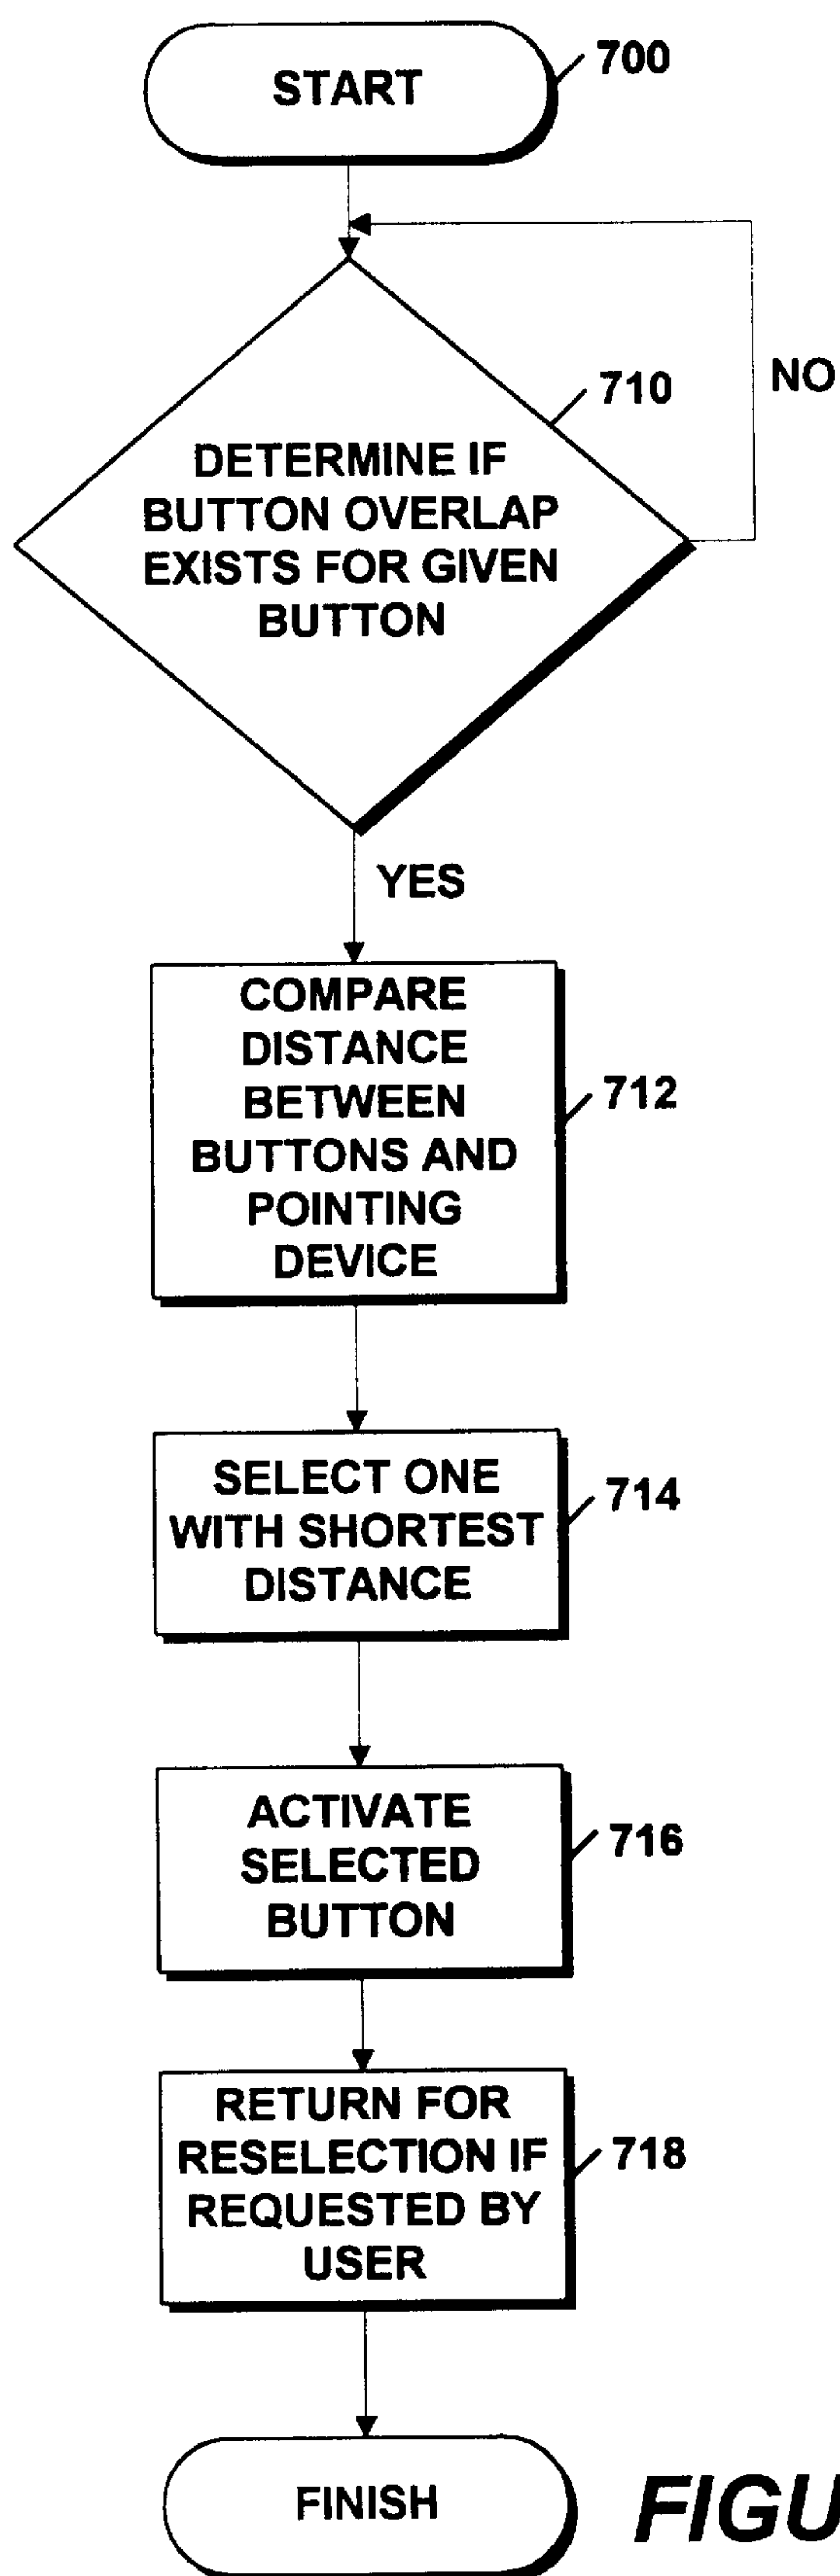 START
700
NO
710
DETERMINE IF
BUTTON OVERLAP
EXISTS FOR GIVEN
BUTTON
YES
COMPARE
DISTANCE
BETWEEN
BUTTONS AND
POINTING
DEVICE
712
SELECT ONE
WITH SHORTEST
DISTANCE
714
ACTIVATE
SELECTED
BUTTON
716
RETURN FOR
RESELECTION IF
REQUESTED BY
USER
718
FINISH
FIGU